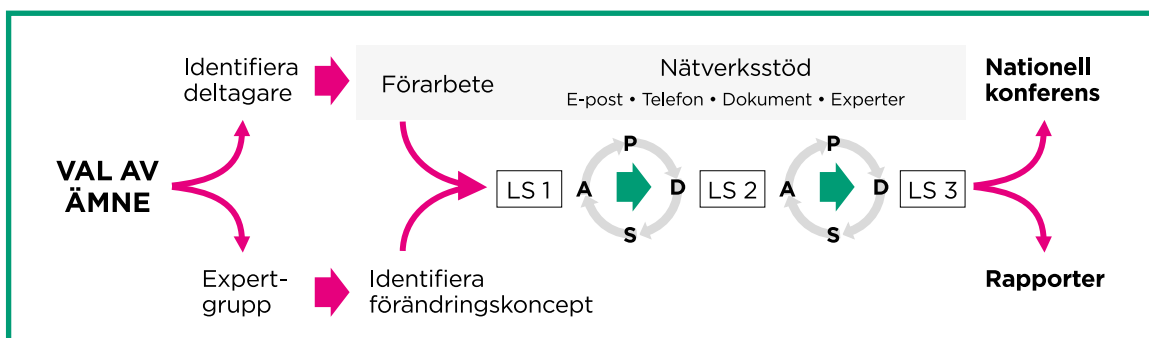 VAL AV
ÄMNE
Identifiera
deltagare
Expert-
grupp
Förarbete
Identifiera
förändringskoncept
Nätverksstöd
E-post • Telefon • Dokument • Experter
LS 1
P
A
D
S
LS 2
P
A
D
S
LS 3
Nationell
konferens
Rapporter